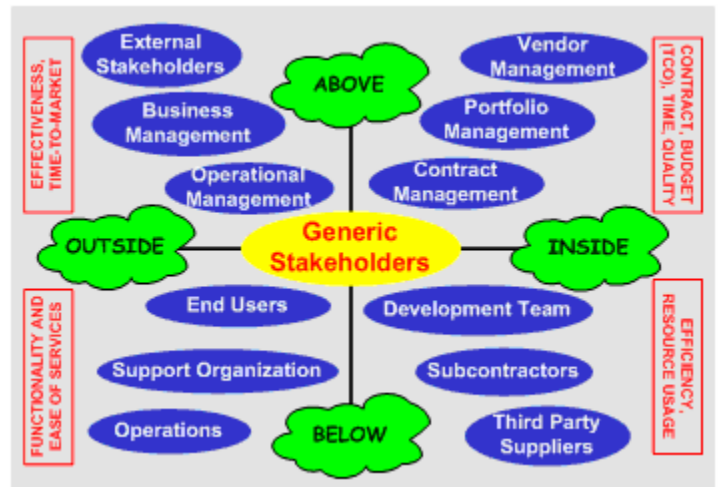 External
Stakeholders
Business
Management
Operational
Management
ABOVE
Vendor
Management
Portfolio
Management
Contract
Management
EFFECTIVENESS,
TIME-TO-MARKET
CONTRACT, BUDGET
(TCO), TIME, QUALITY
OUTSIDE
Generic
Stakeholders
INSIDE
End Users
Support Organization
Operations
BELOW
Development Team
Subcontractors
Third Party
Suppliers
FUNCTIONALITY AND
EASE OF SERVICES
EFFICIENCY,
RESOURCE USAGE